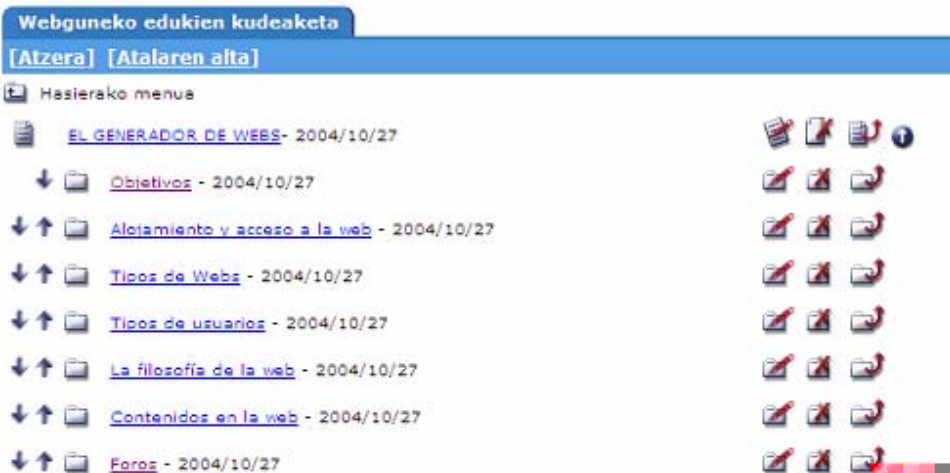 Webguneko edukien kudeaketa
[Atzera] [Atalaren alta]
Hasierako menua
EL GENERADOR DE WEBS- 2004/10/27
Objetivos - 2004/10/27
Alojamiento y acceso a la web - 2004/10/27
Tipos de Webs - 2004/10/27
Tipos de usuarios - 2004/10/27
La filosofía de la web - 2004/10/27
Contenidos en la web - 2004/10/27
Foros - 2004/10/27